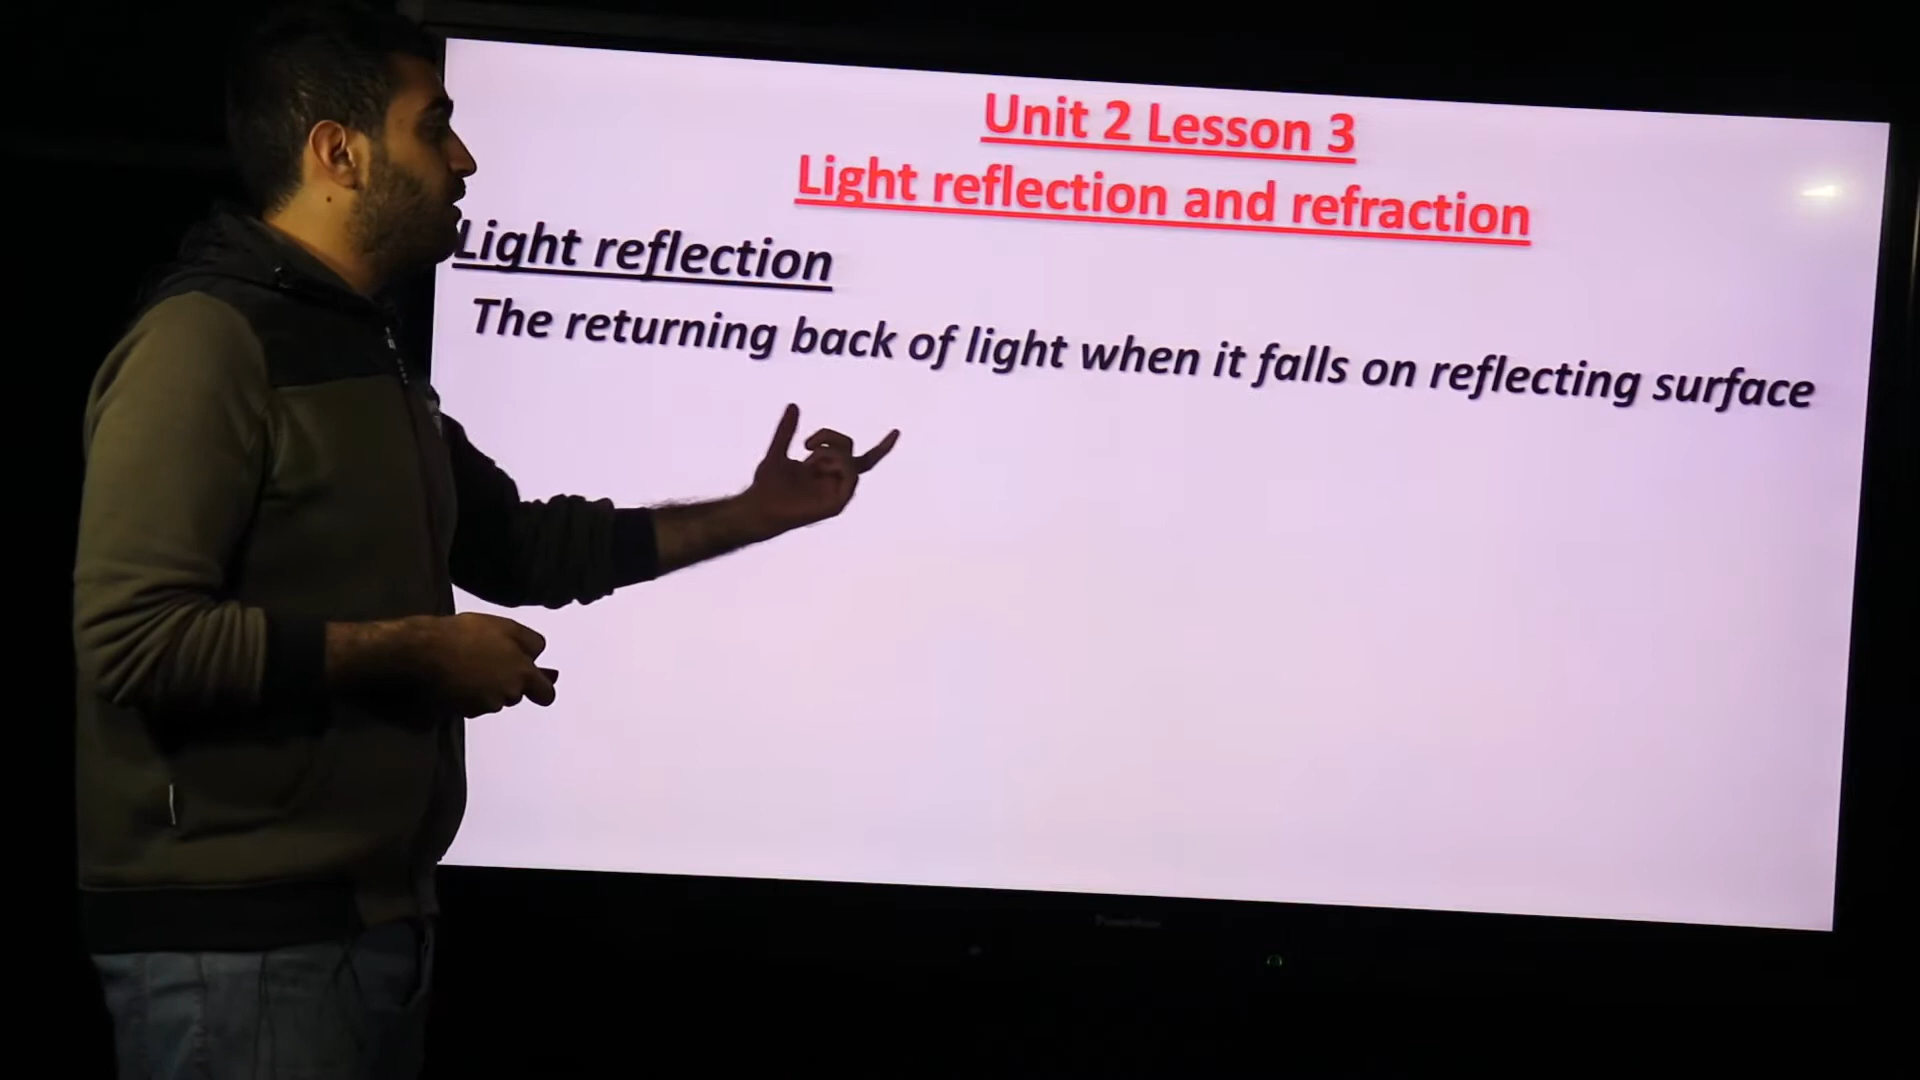 Unit 2 Lesson 3
Light reflection and refraction
Light reflection
The returning back of light when it falls on reflecting surface